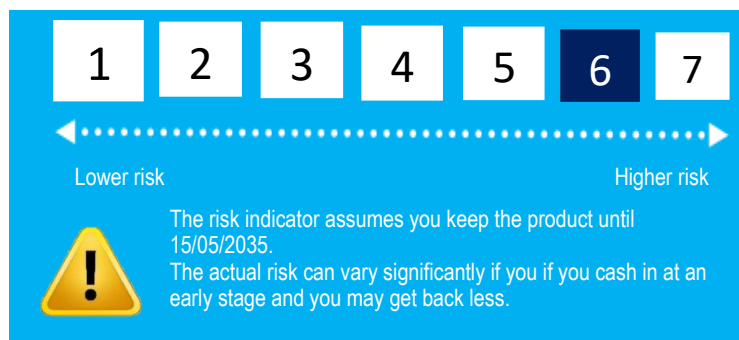 1 2 3 4 5 6 7
Lower risk Higher risk
The risk indicator assumes you keep the product until
15/05/2035.
The actual risk can vary significantly if you if you cash in at an
early stage and you may get back less.